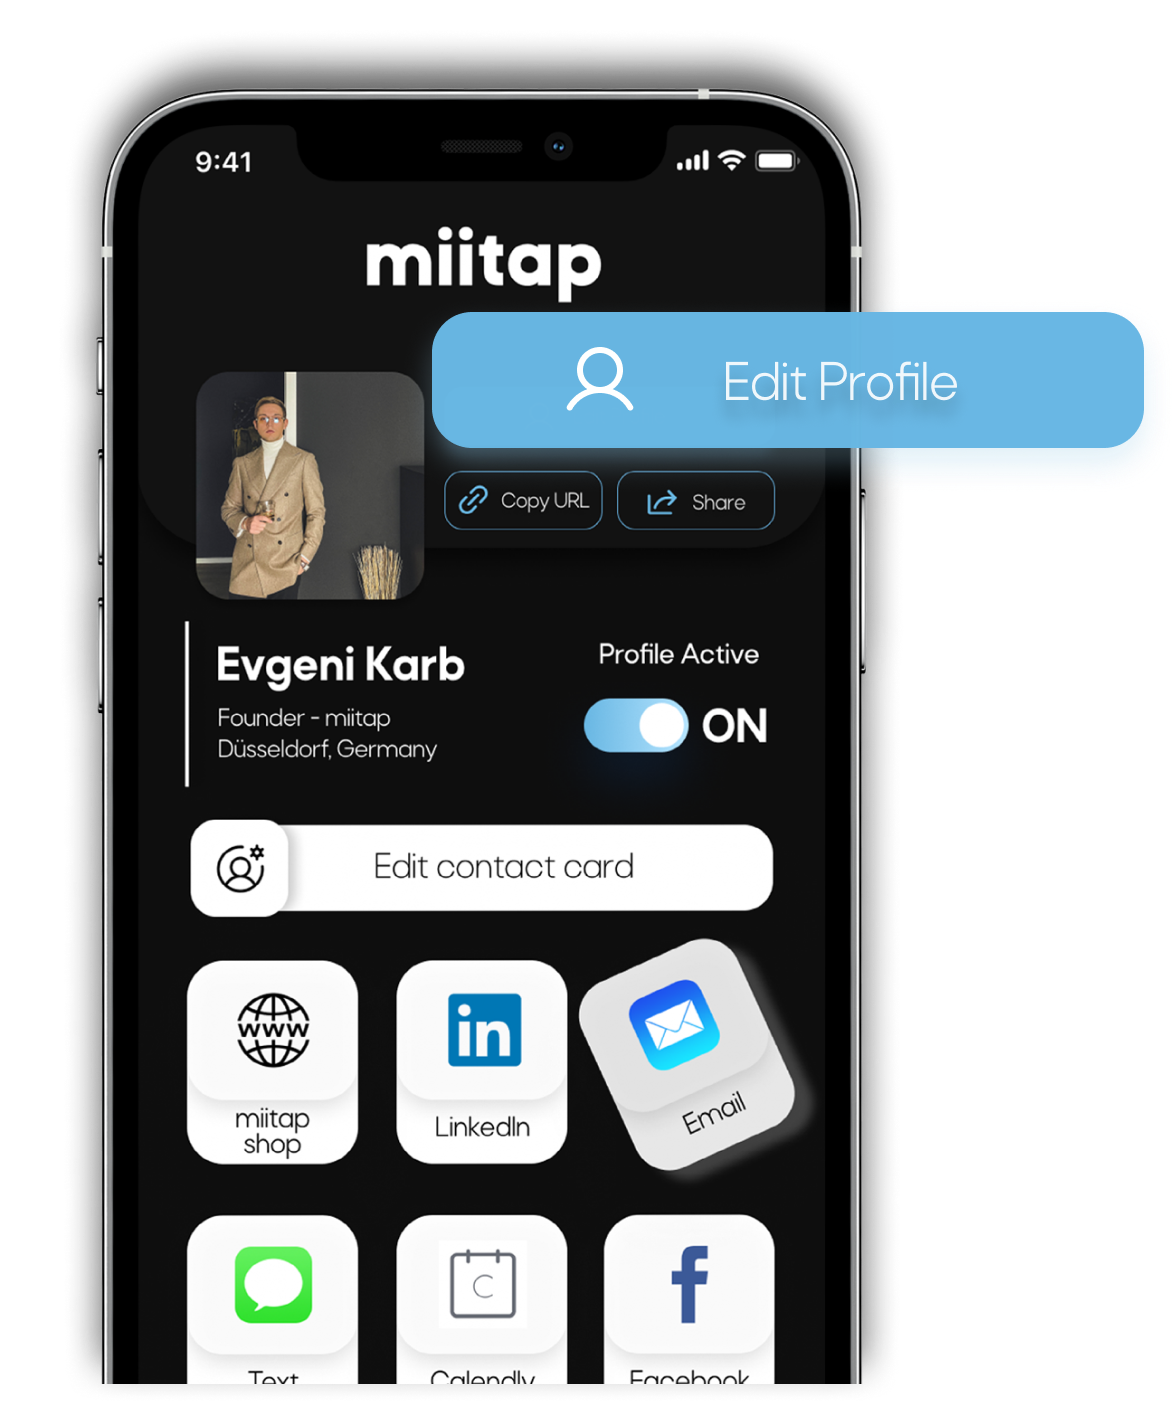 9:41
miitap
Edit Profile
Copy URL
Share
Evgeni Karb
Founder - miitap
Düsseldorf, Germany
Profile Active
ON
Edit contact card
www
miitap
shop
in
LinkedIn
Email
C
f
Text
Calendly
Facebook